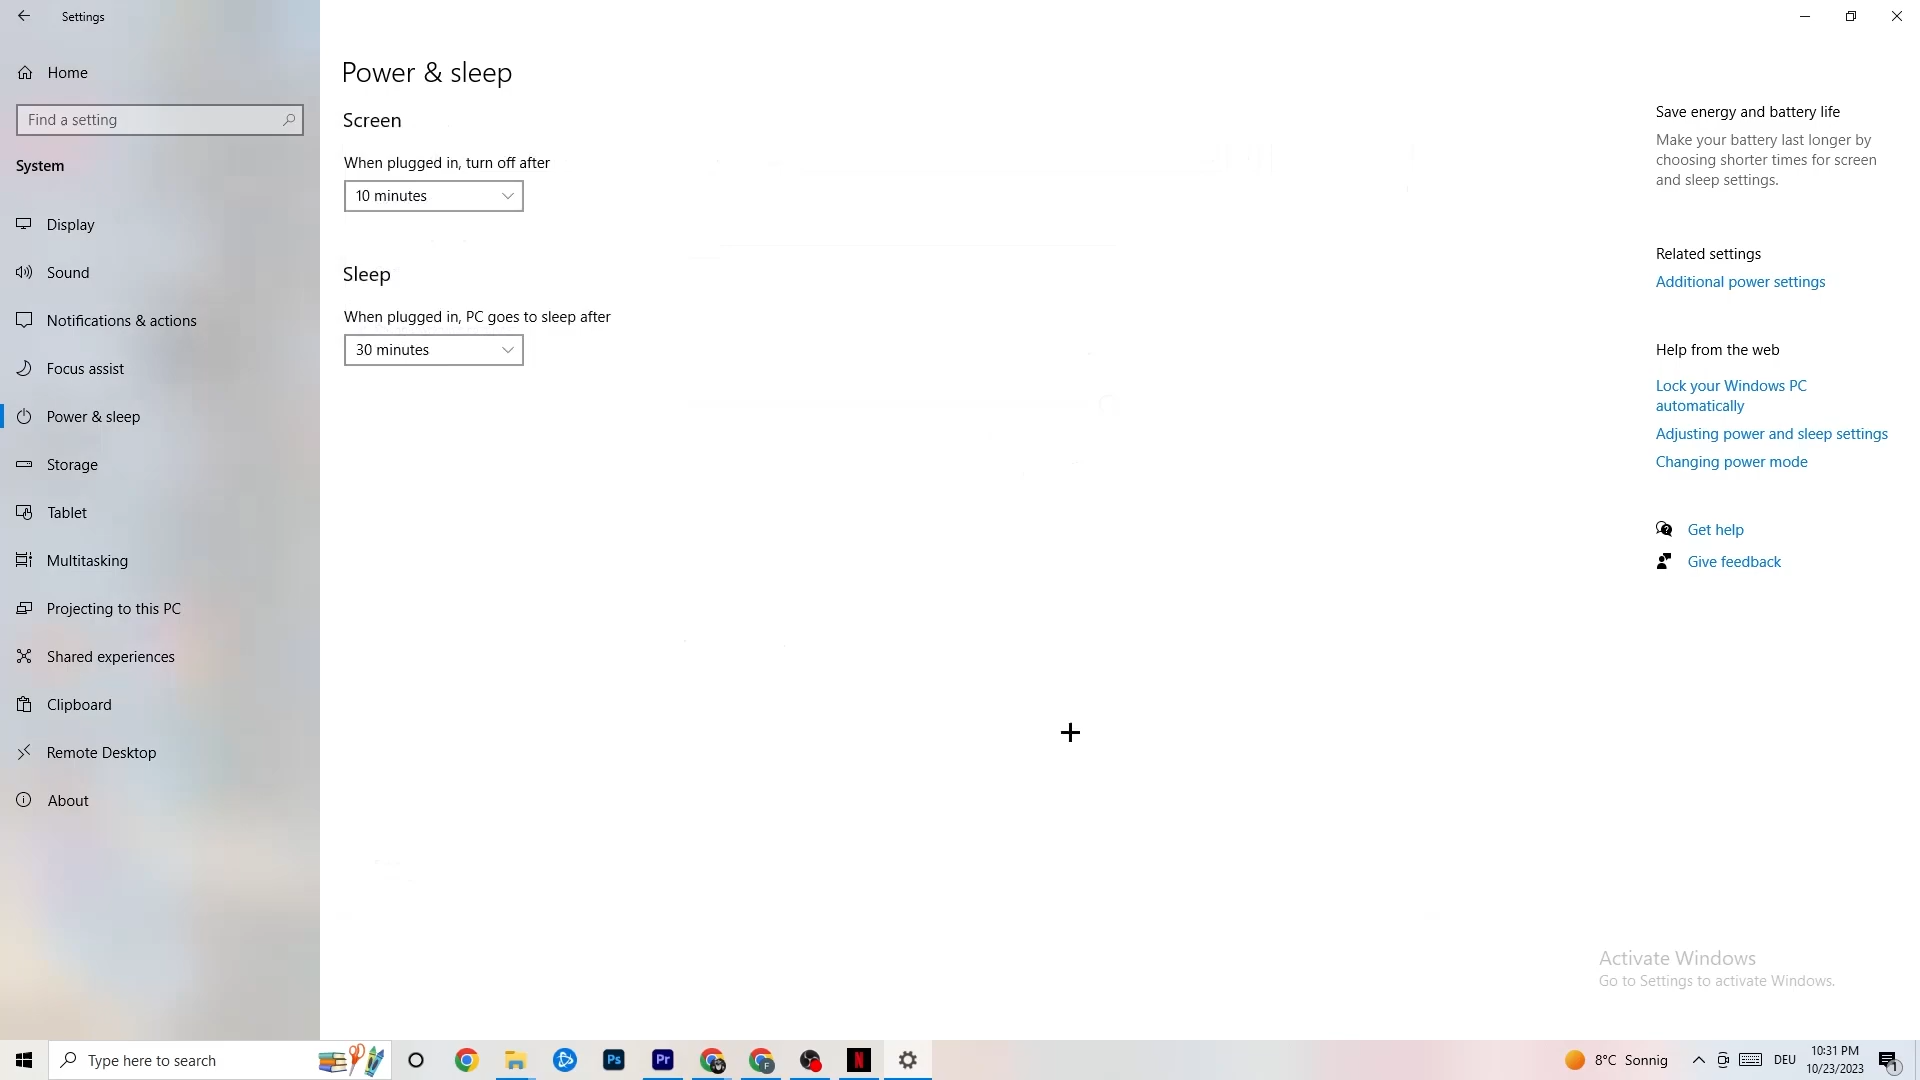 Settings
Home
Find a setting
System
Display
Sound
Notifications & actions
Focus assist
Power & sleep
Storage
Tablet
Multitasking
Projecting to this PC
Shared experiences
Clipboard
Remote Desktop
About
Power & sleep
Screen
When plugged in, turn off after
10 minutes
Sleep
When plugged in, PC goes to sleep after
30 minutes
Save energy and battery life
Make your battery last longer by
choosing shorter times for screen
and sleep settings.
Related settings
Additional power settings
Help from the web
Lock your Windows PC
automatically
Adjusting power and sleep settings
Changing power mode
Get help
Give feedback
Activate Windows
Go to Settings to activate Windows.
Type here to search
Ps
Pr
F
N
8°C Sonnig
DEU
10:31 PM
10/23/2023
1